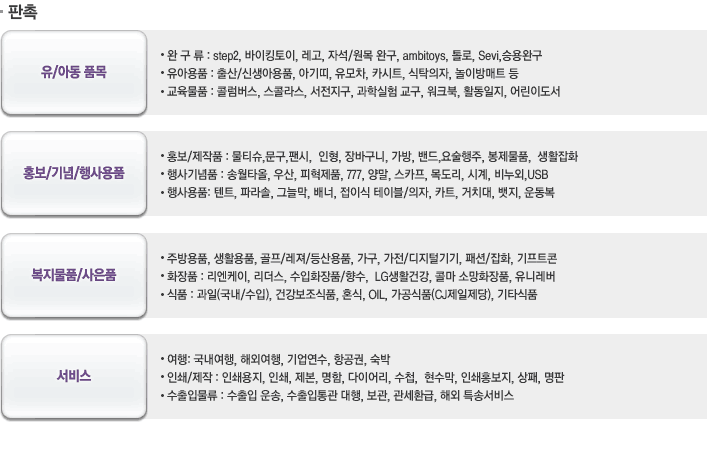 판촉
유/아동 품목
• 완 구 류 : step2, 바이킹토이, 레고, 자석/원목 완구, ambitoys, 톨로, Sevi,승용완구
• 유아용품 : 출산/신생아용품, 아기띠, 유모차, 카시트, 식탁의자, 놀이방매트 등
• 교육물품 : 콜럼버스, 스콜라스, 서전지구, 과학실험 교구, 워크북, 활동일지, 어린이도서
홍보/기념/행사용품
• 홍보/제작품 : 물티슈,문구,팬시, 인형, 장바구니, 가방, 밴드,요술행주, 봉제물품, 생활잡화
• 행사기념품 : 송월타올, 우산, 피혁제품, 777, 양말, 스카프, 목도리, 시계, 비누외,USB
• 행사용품: 텐트, 파라솔, 그늘막, 배너, 접이식 테이블/의자, 카트, 거치대, 뱃지, 운동복
복지물품/사은품
• 주방용품, 생활용품, 골프/레져/등산용품, 가구, 가전/디지털기기, 패션/잡화, 기프트콘
• 화장품 : 리엔케이, 리더스, 수입화장품/향수, LG생활건강, 콜마 소망화장품, 유니레버
• 식품 : 과일(국내/수입), 건강보조식품, 혼식, OIL, 가공식품(CJ제일제당), 기타식품
서비스
• 여행: 국내여행, 해외여행, 기업연수, 항공권, 숙박
• 인쇄/제작 : 인쇄용지, 인쇄, 제본, 명함, 다이어리, 수첩, 현수막, 인쇄홍보지, 상패, 명판
• 수출입물류 : 수출입 운송, 수출입통관 대행, 보관, 관세환급, 해외 특송서비스